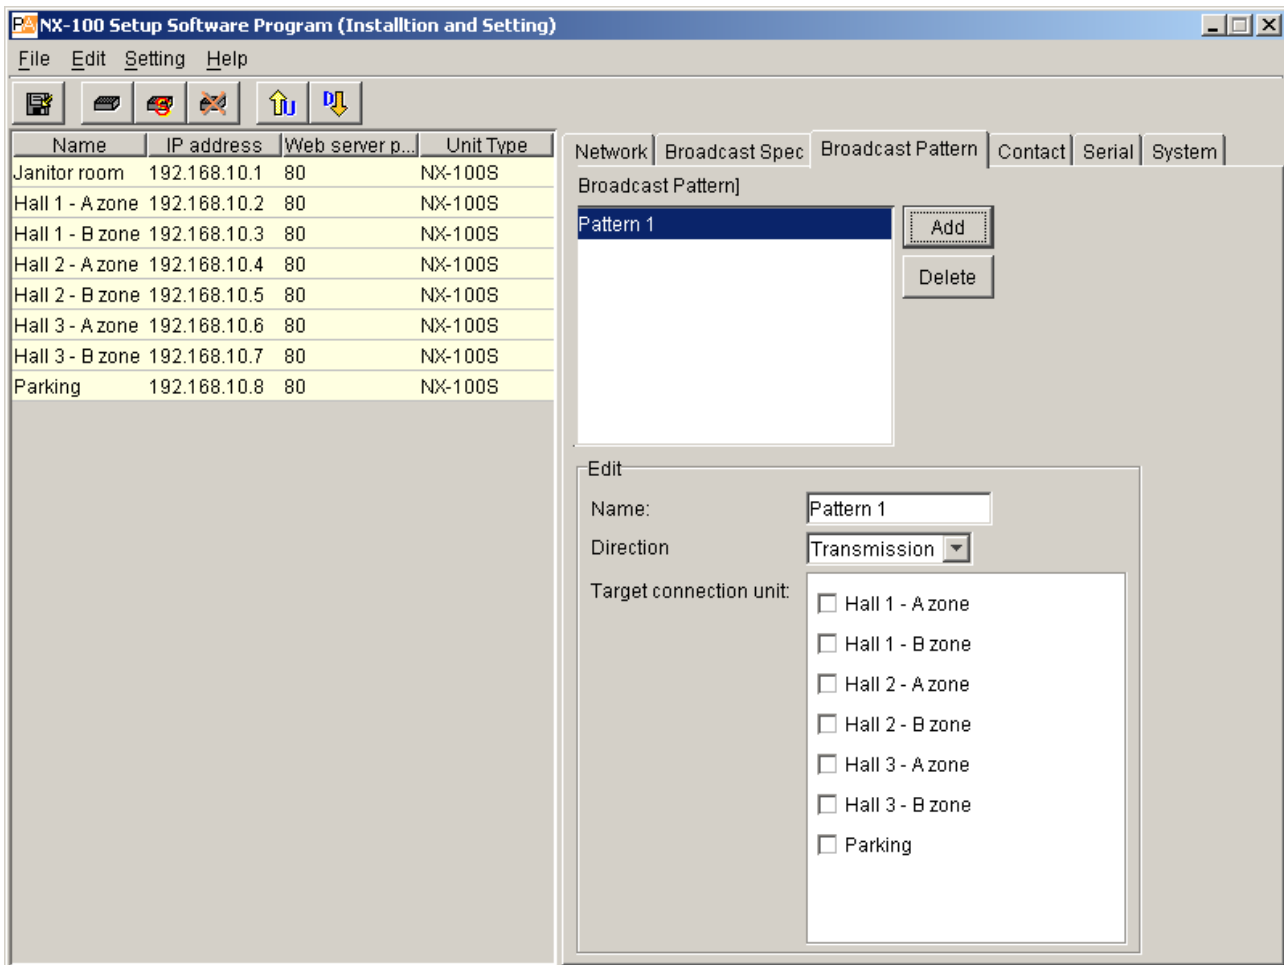 NX-100 Setup Software Program (Installtion and Setting)
File Edit Setting Help
Name IP address Web server p... Unit Type
Janitor room 192.168.10.1 80 NX-100S
Hall 1 - A zone 192.168.10.2 80 NX-100S
Hall 1 - B zone 192.168.10.3 80 NX-100S
Hall 2 - A zone 192.168.10.4 80 NX-100S
Hall 2 - B zone 192.168.10.5 80 NX-100S
Hall 3 - A zone 192.168.10.6 80 NX-100S
Hall 3 - B zone 192.168.10.7 80 NX-100S
Parking 192.168.10.8 80 NX-100S
Network Broadcast Spec Broadcast Pattern Contact Serial System
Broadcast Pattern]
Pattern 1
Add
Delete
Edit
Name: Pattern 1
Direction Transmission
Target connection unit:
Hall 1 - A zone
Hall 1 - B zone
Hall 2 - A zone
Hall 2 - B zone
Hall 3 - A zone
Hall 3 - B zone
Parking